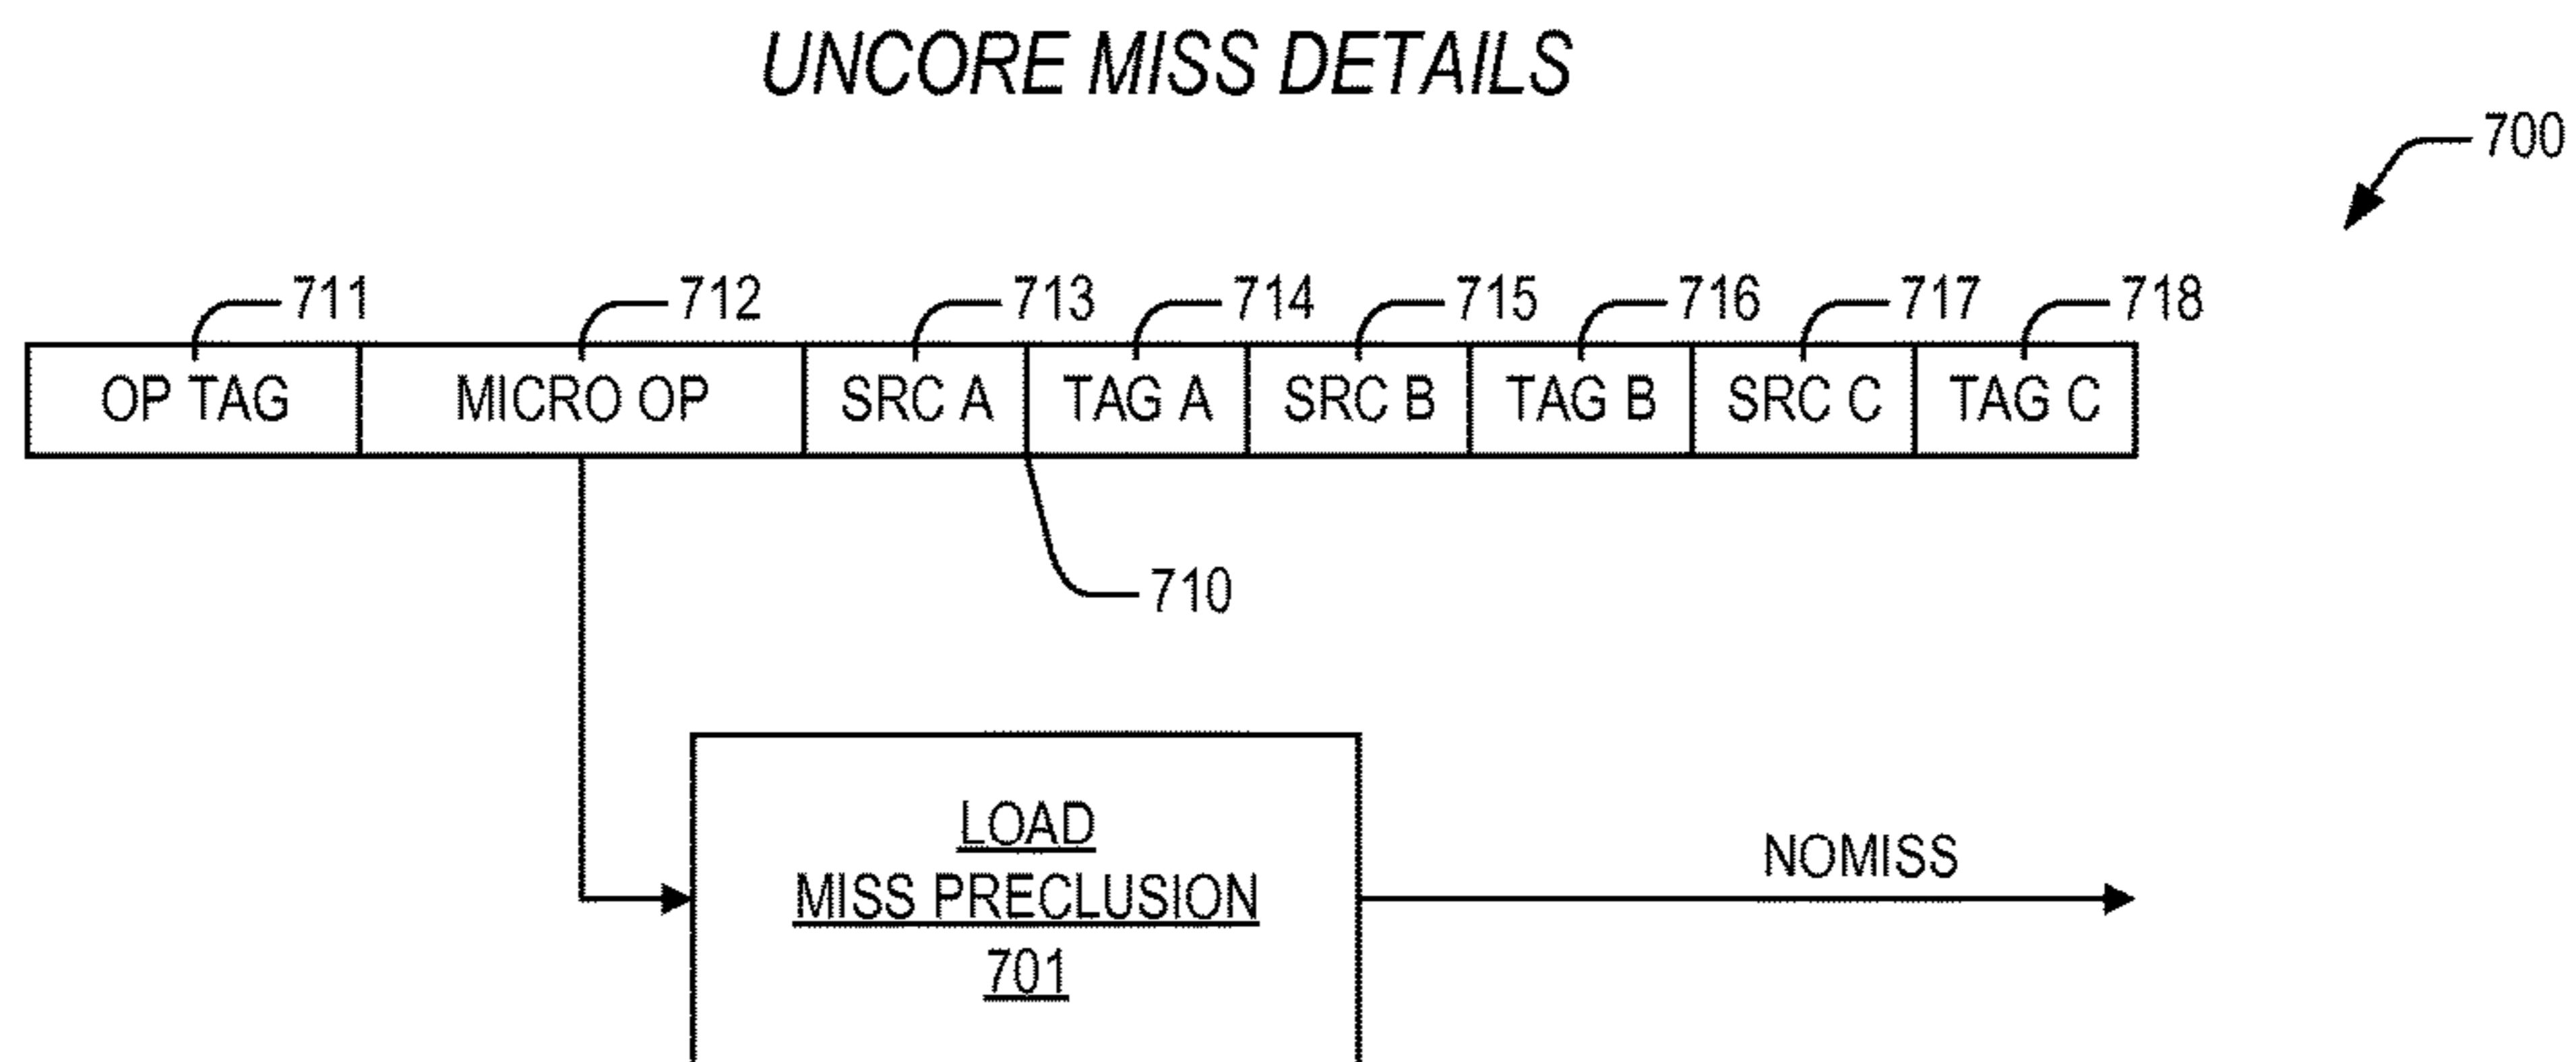 UNCORE MISS DETAILS
700
711 712 713 714 715 716 717 718
OP TAG MICRO OP SRC A TAG A SRC B TAG B SRC C TAG C
710
LOAD
MISS PRECLUSION
701
NOMISS